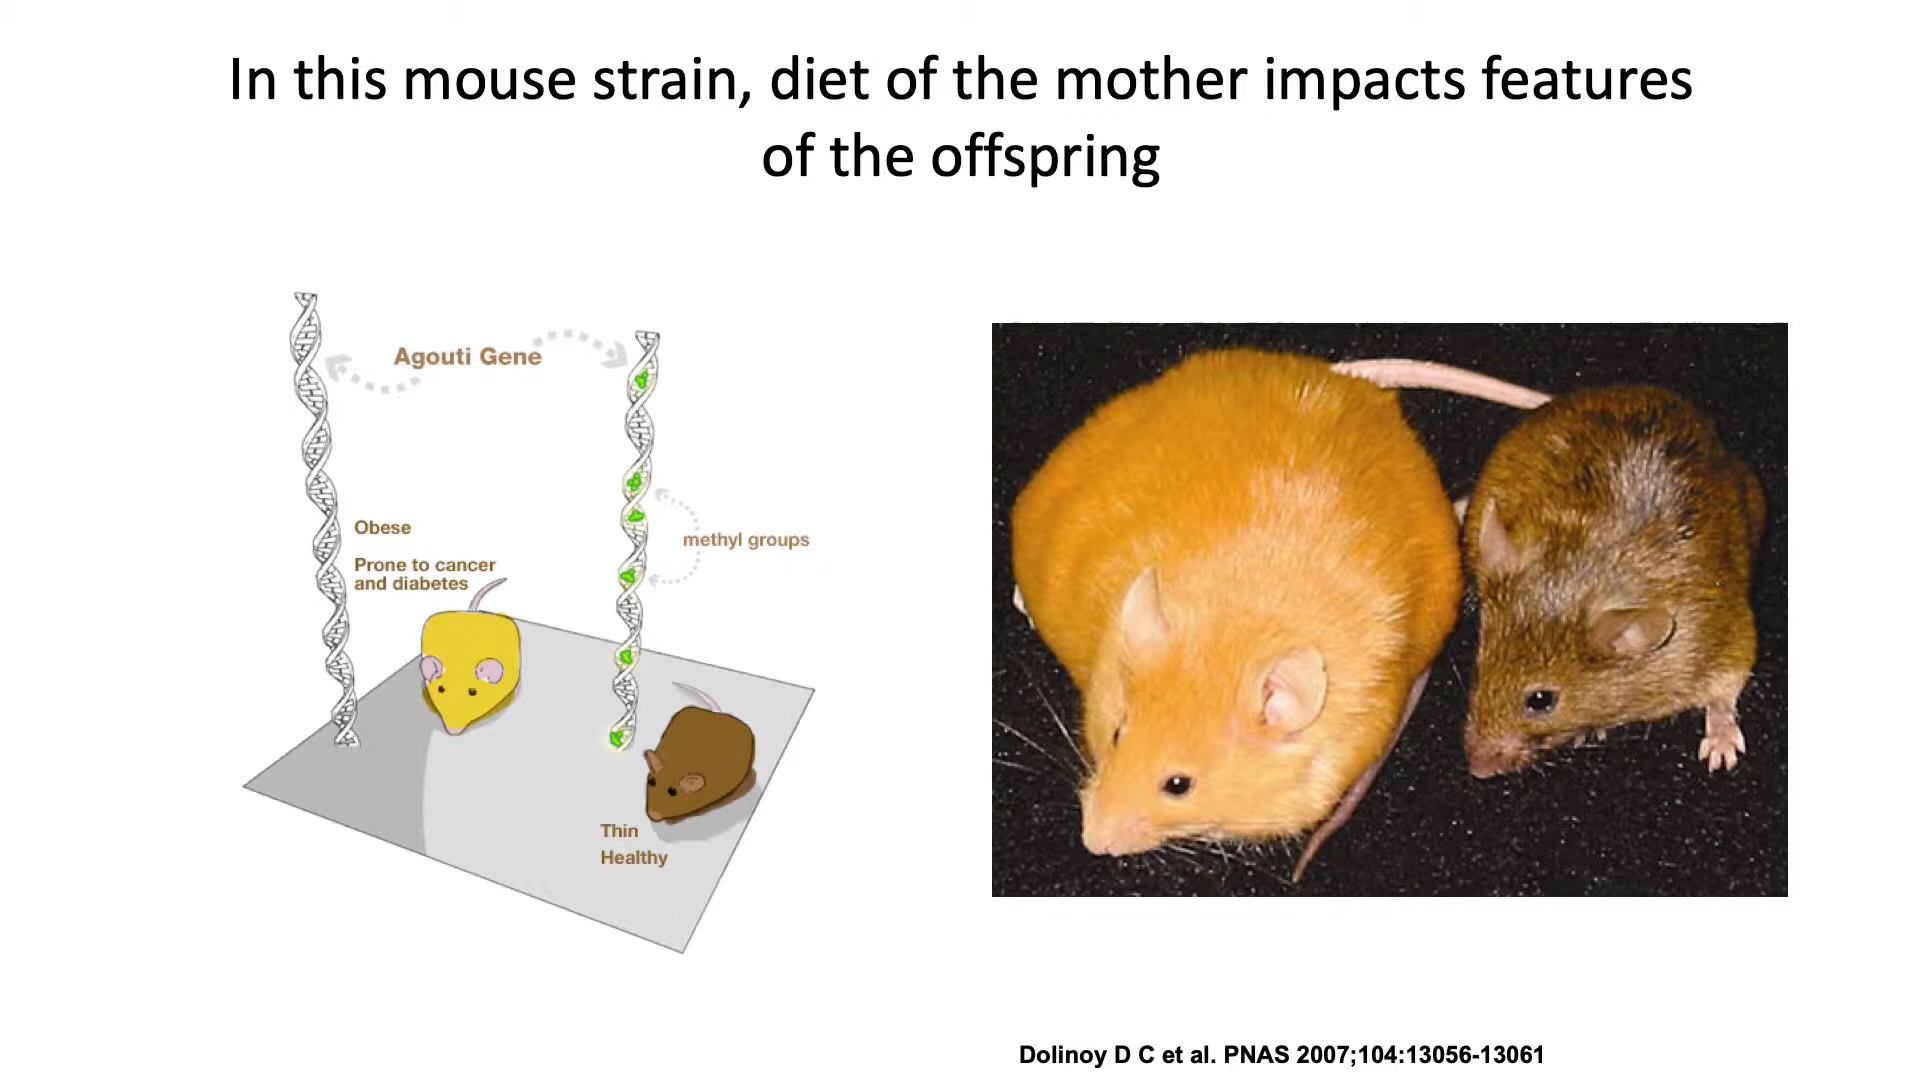 In this mouse strain, diet of the mother impacts features
of the offspring
Agouti Gene
Obese
Prone to cancer
and diabetes
methyl groups
Thin
Healthy
Dolinoy D C et al. PNAS 2007;104:13056-13061